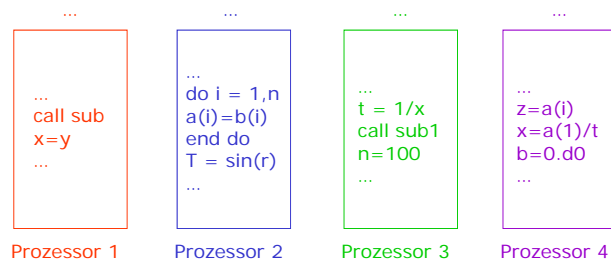 ...
...
call sub
x=y
...
Prozessor 1
...
...
do i = 1,n
a(i)=b(i)
end do
T = sin(r)
...
Prozessor 2
...
...
t = 1/x
call sub1
n=100
...
Prozessor 3
...
...
z=a(i)
x=a(1)/t
b=0.d0
...
Prozessor 4